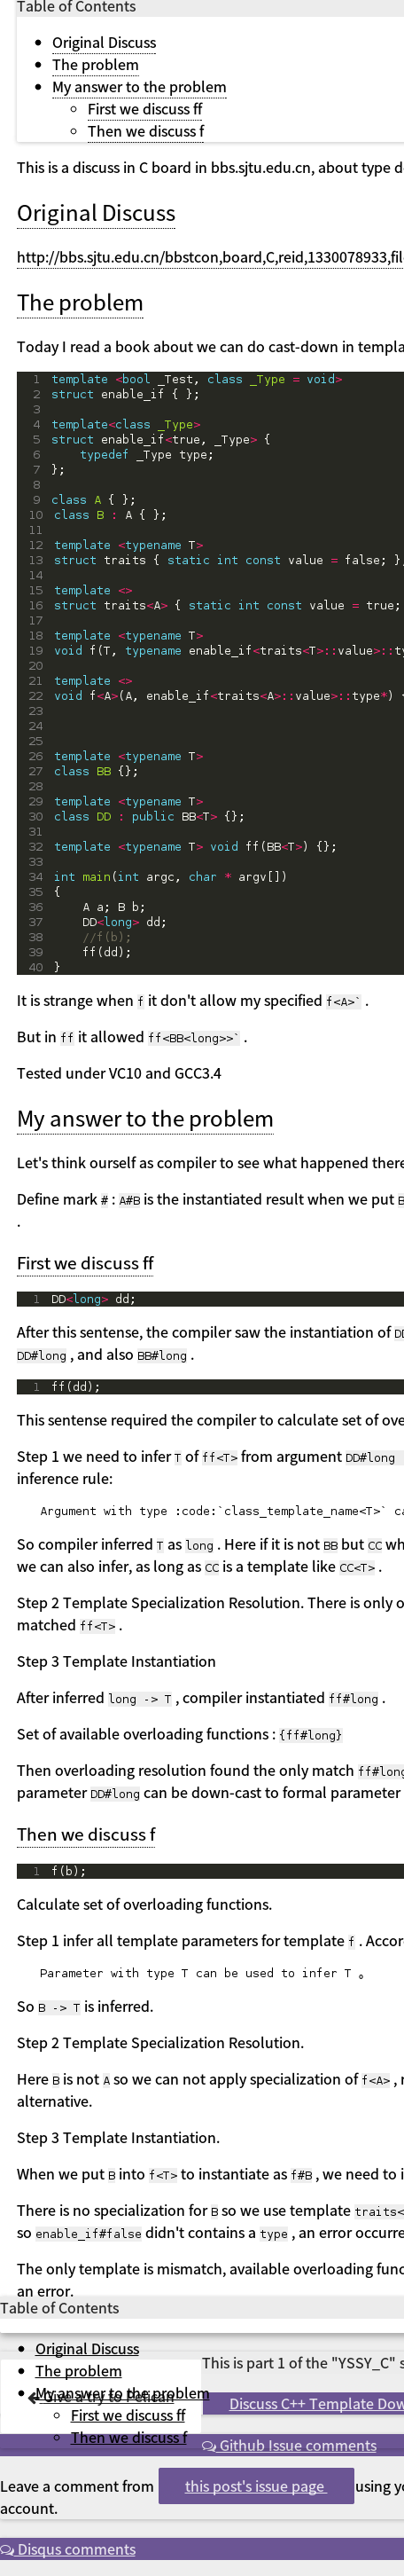 Table of Contents
Original Discuss
The problem
My answer to the problem
First we discuss ff
Then we discuss f
This is a discuss in C board in bbs.sjtu.edu.cn, about type
Original Discuss
http://bbs.sjtu.edu.cn/bbstcon,board,C,reid,1330078933,fil
The problem
Today I read a book about we can do cast-down in templa
1 template <bool _Test, class _Type = void>
2 struct enable_if { };
3
4 template<class _Type>
5 struct enable_if<true, _Type> {
6 typedef _Type type;
7 };
8
9 class A { };
10 class B : A { };
11
12 template <typename T>
13 struct traits { static int const value = false; };
14
15 template <>
16 struct traits<A> { static int const value = true;
17
18 template <typename T>
19 void f(T, typename enable_if<traits<T>::value>::ty
20
21 template <>
22 void f<A>(A, enable_if<traits<A>::value>::type*)
23
24
25
26 template <typename T>
27 class BB {};
28
29 template <typename T>
30 class DD : public BB<T> {};
31
32 template <typename T> void ff(BB<T>) {};
33
34 int main(int argc, char * argv[])
35 {
36 A a; B b;
37 DD<long> dd;
38 //f(b);
39 ff(dd);
40 }
It is strange when f it don't allow my specified f<A>` .
But in ff it allowed ff<BB<long>>` .
Tested under VC10 and GCC3.4
My answer to the problem
Let's think ourself as compiler to see what happened there
Define mark # : A#B is the instantiated result when we put B
.
First we discuss ff
1 DD<long> dd;
After this sentence, the compiler saw the instantiation of
DD#long , and also BB#long .
1 ff(dd);
This sentence required the compiler to calculate set of ove
Step 1 we need to infer T of ff<T> from argument DD#long
inference rule:
Argument with type :code:`class_template_name<T>` ca
So compiler inferred T as long . Here if it is not BB but CC wh
we can also infer, as long as CC is a template like CC<T> .
Step 2 Template Specialization Resolution. There is only o
matched ff<T> .
Step 3 Template Instantiation
After inferred long -> T , compiler instantiated ff#long .
Set of available overloading functions : {ff#long}
Then overloading resolution found the only match ff#long
parameter DD#long can be down-cast to formal parameter
Then we discuss f
1 f(b);
Calculate set of overloading functions.
Step 1 infer all template parameters for template f . Accor
Parameter with type T can be used to infer T 。
So B -> T is inferred.
Step 2 Template Specialization Resolution.
Here B is not A so we can not apply specialization of f<A> ,
alternative.
Step 3 Template Instantiation.
When we put B into f<T> to instantiate as f#B , we need to i
There is no specialization for B so we use template traits<
so enable_if#false didn't contains a type , an error occurre
The only template is mismatch, available overloading func
an error.
Table of Contents
Original Discuss
The problem
My answer to the problem
First we discuss ff
Then we discuss f
This is part 1 of the "YSSY_C" s
Give a try to Pelican
Discuss C++ Template Dow
Github Issue comments
Leave a comment from this post's issue page using yo
account.
Disqus comments